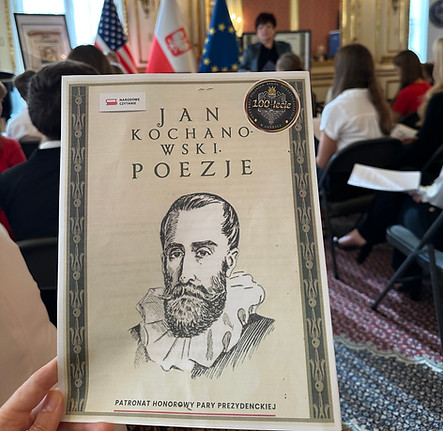 NARODOWE
CZYTANIE
100-lecie
JAN
KOCHANO-
WSKI.
POEZJE
PATRONAT HONOROWY PARY PREZYDENCKIEJ